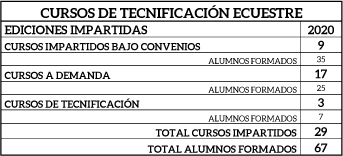 CURSOS DE TECNIFICACIÓN ECUESTRE
EDICIONES IMPARTIDAS 2020
CURSOS IMPARTIDOS BAJO CONVENIOS 9
ALUMNOS FORMADOS 35
CURSOS A DEMANDA 17
ALUMNOS FORMADOS 25
CURSOS DE TECNIFICACIÓN 3
ALUMNOS FORMADOS 7
TOTAL CURSOS IMPARTIDOS 29
TOTAL ALUMNOS FORMADOS 67